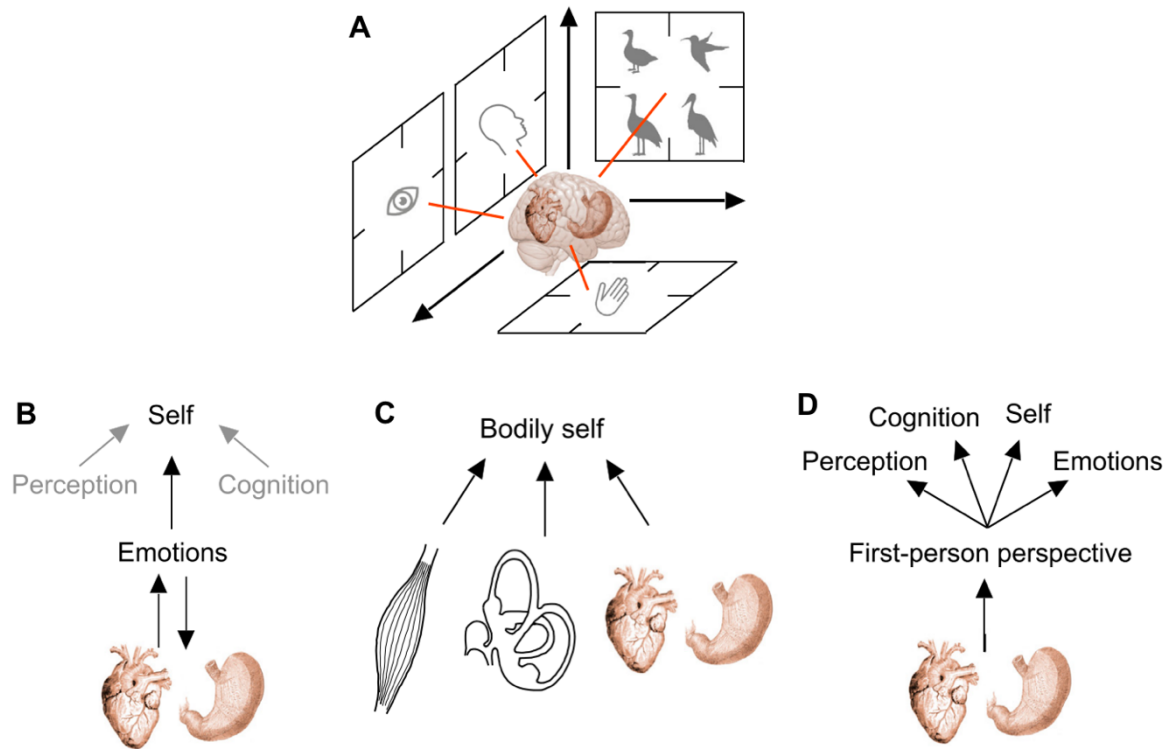 A
B
Self
Perception
Cognition
Emotions
C
Bodily self
D
Cognition
Self
Perception
Emotions
First-person perspective